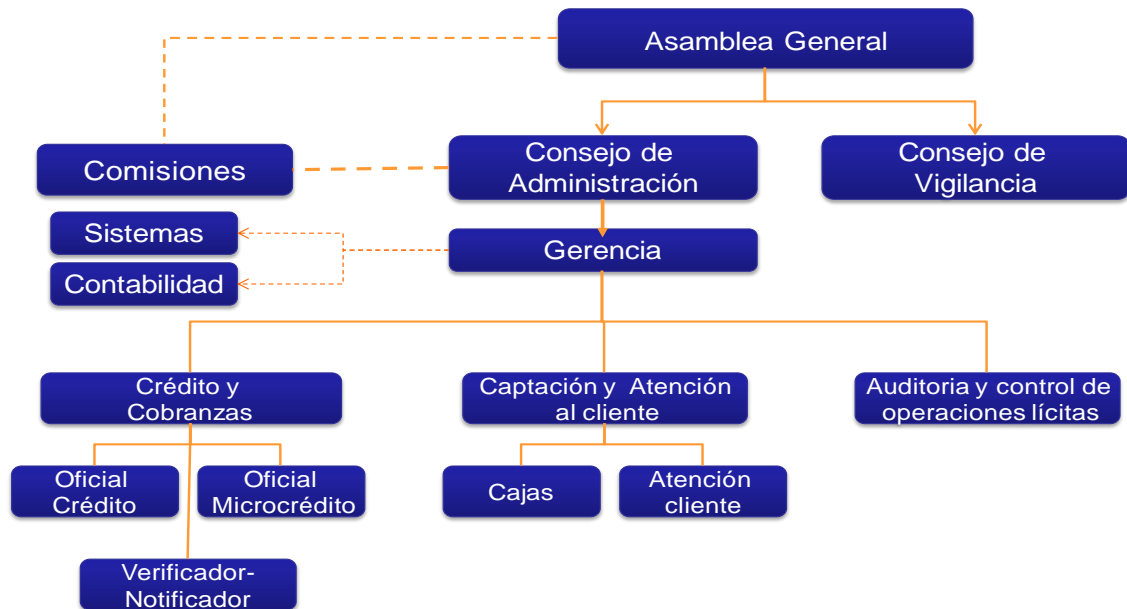 Asamblea General
Comisiones
Consejo de
Administración
Consejo de
Vigilancia
Sistemas
Contabilidad
Gerencia
Crédito y
Cobranzas
Captación y Atención
al cliente
Auditoria y control de
operaciones lícitas
Oficial
Crédito
Oficial
Microcrédito
Cajas
Atención
cliente
Verificador-
Notificador